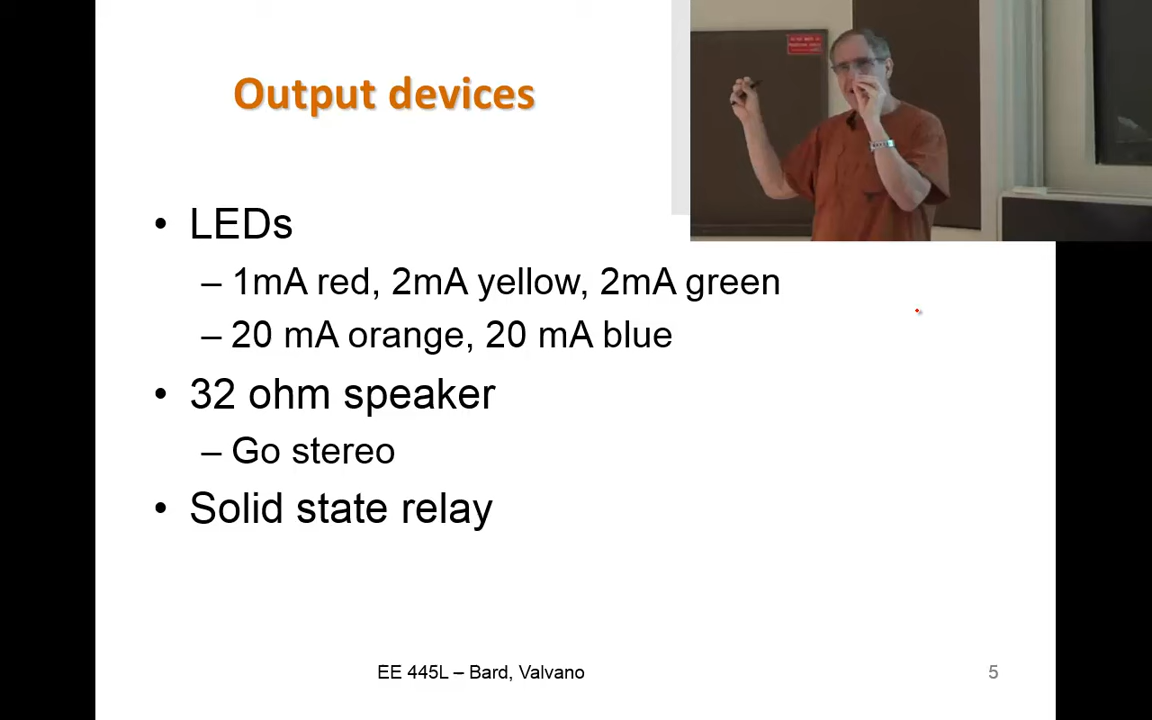 Output devices
• LEDs
– 1mA red, 2mA yellow, 2mA green
– 20 mA orange, 20 mA blue
• 32 ohm speaker
– Go stereo
• Solid state relay
EE 445L – Bard, Valvano
5